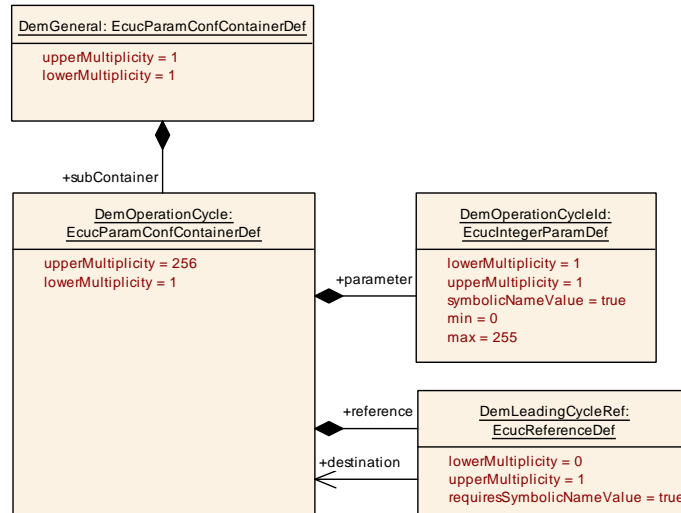 DemGeneral: EcucParamConfContainerDef
upperMultiplicity = 1
lowerMultiplicity = 1
+subContainer
DemOperationCycle:
EcucParamConfContainerDef
upperMultiplicity = 256
lowerMultiplicity = 1
+parameter
DemOperationCycleId:
EcucIntegerParamDef
lowerMultiplicity = 1
upperMultiplicity = 1
symbolicNameValue = true
min = 0
max = 255
+reference
+destination
DemLeadingCycleRef:
EcucReferenceDef
lowerMultiplicity = 0
upperMultiplicity = 1
requiresSymbolicNameValue = true